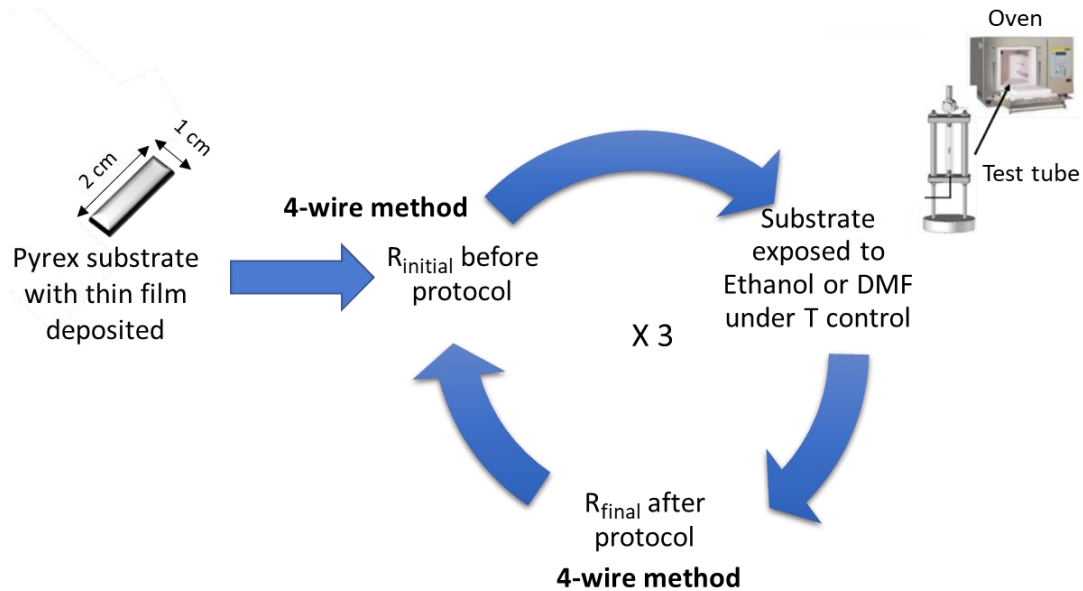 Oven
Test tube
1 cm
2 cm
Pyrex substrate
with thin film
deposited
4-wire method
Rinitial before
protocol
Substrate
exposed to
Ethanol or DMF
under T control
X 3
Rfinal after
protocol
4-wire method